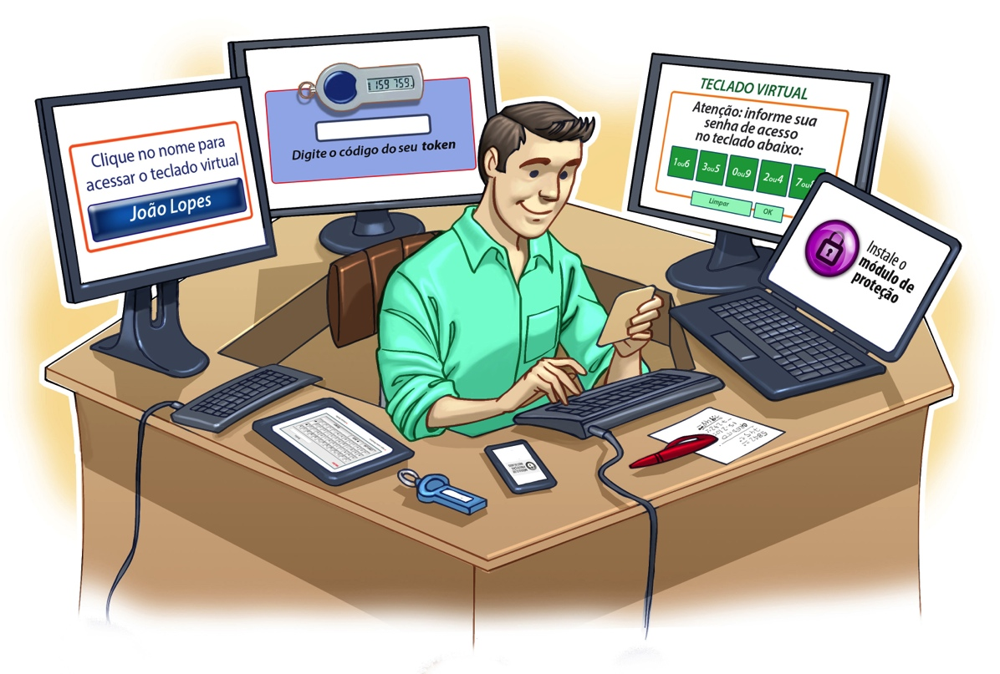 Clique no nome para
acessar o teclado virtual
João Lopes
159 759
Digite o código do seu token
TECLADO VIRTUAL
Atenção: informe sua
senha de acesso
no teclado abaixo:
1ou6 3ou5 0ou9 2ou4 7ou
Limpar OK
Instale o
módulo de
proteção